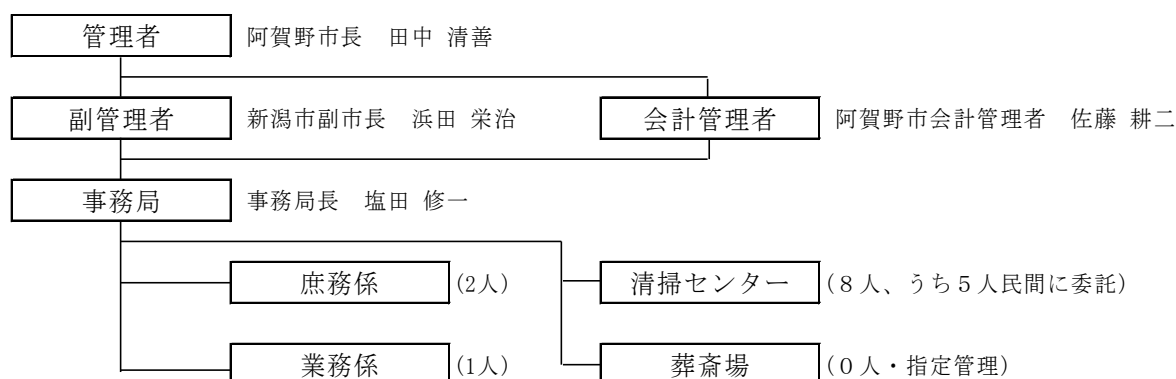 管理者 阿賀野市長 田中 清善
副管理者 新潟市副市長 浜田 栄治 会計管理者 阿賀野市会計管理者 佐藤 耕二
事務局 事務局長 塩田 修一
庶務係 (2人) 清掃センター (８人、うち５人民間に委託)
業務係 (1人) 葬斎場 (０人・指定管理)